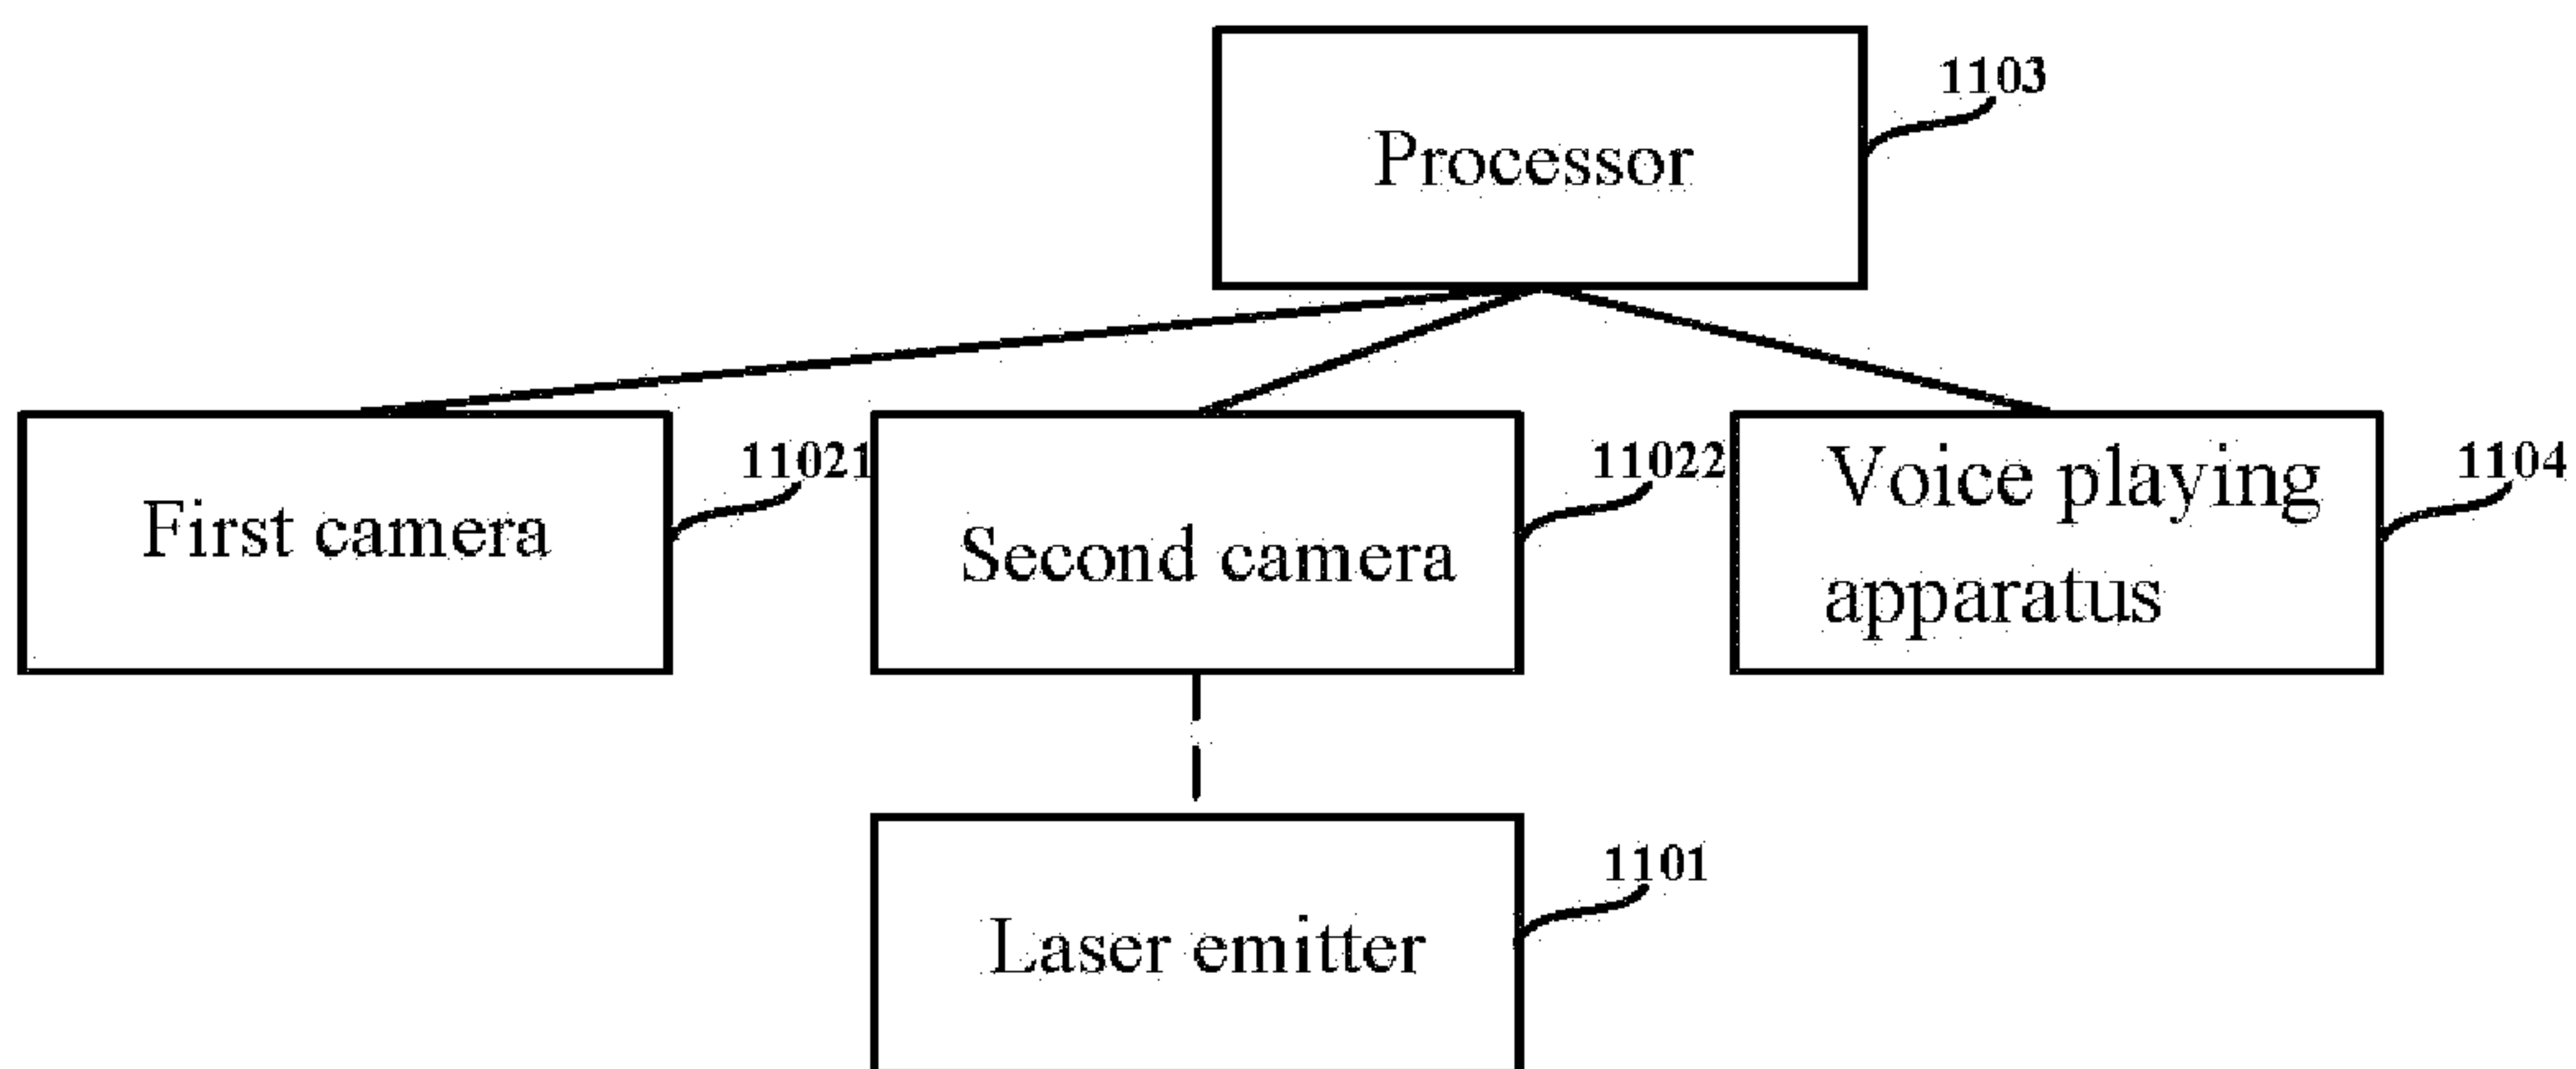 Processor
1103
First camera
11021
Second camera
11022
Voice playing
apparatus
1104
Laser emitter
1101